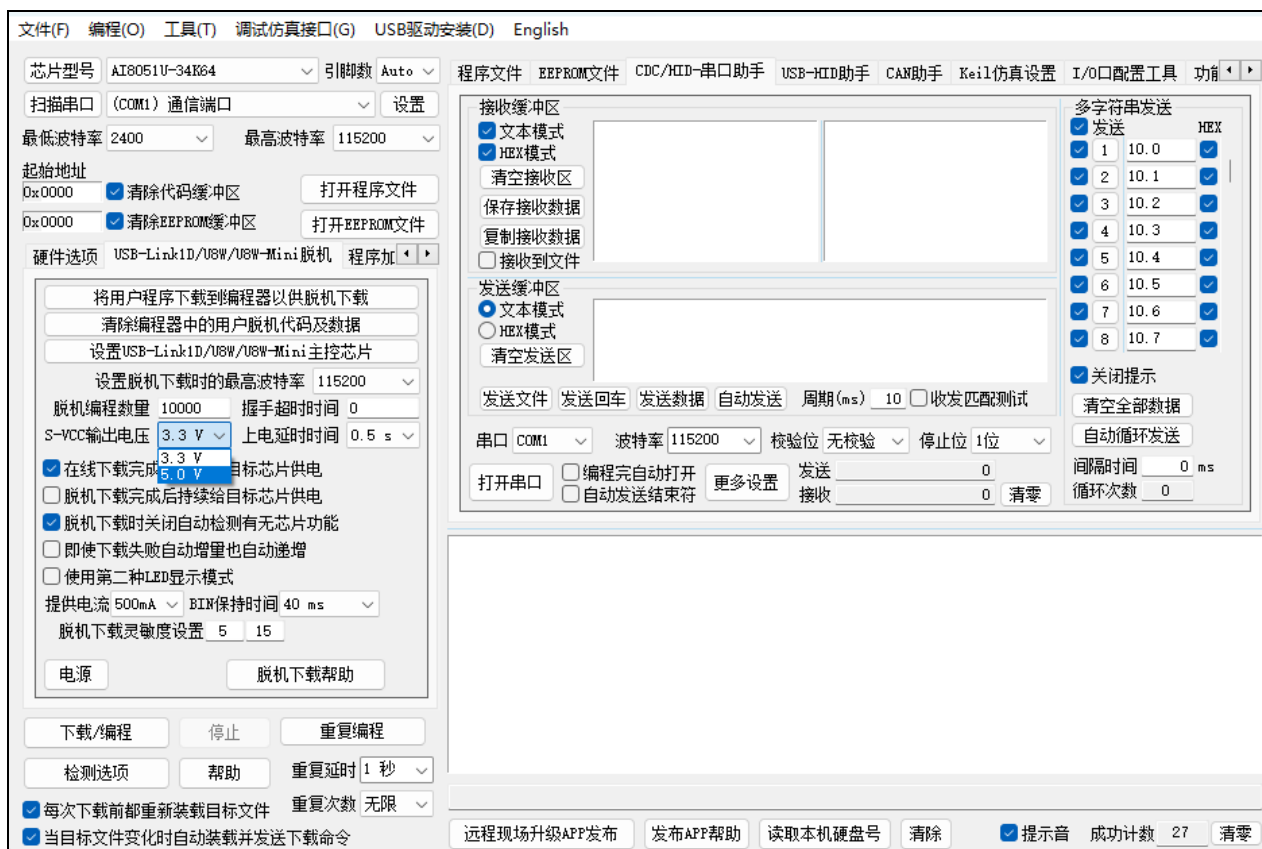 文件(F) 编程(O) 工具(T) 调试仿真接口(G) USB驱动安装(D) English
芯片型号 AI8051U-34K64 引脚数 Auto
扫描串口 (COM1) 通信端口 设置
最低波特率 2400 最高波特率 115200
起始地址
0x0000 清除代码缓冲区 打开程序文件
0x0000 清除EEPROM缓冲区 打开EEPROM文件
硬件选项 USB-Link1D/U8W/U8W-Mini脱机 程序加
将用户程序下载到编程器以供脱机下载
清除编程器中的用户脱机代码及数据
设置USB-Link1D/U8W/U8W-Mini主控芯片
设置脱机下载时的最高波特率 115200
脱机编程数量 10000 握手超时时间 0
S-VCC输出电压 3.3 V 上电延时时间 0.5 s
3.3 V
5.0 V
在线下载完成 目标芯片供电
脱机下载完成后持续给目标芯片供电
脱机下载时关闭自动检测有无芯片功能
即使下载失败自动增量也自动递增
使用第二种LED显示模式
提供电流 500mA BIN保持时间 40 ms
脱机下载灵敏度设置 5 15
电源 脱机下载帮助
下载/编程 停止 重复编程
检测选项 帮助 重复延时 1 秒
每次下载前都重新装载目标文件 重复次数 无限
当目标文件变化时自动装载并发送下载命令
程序文件 EEPROM文件 CDC/HID-串口助手 USB-HID助手 CAN助手 Keil仿真设置 I/O口配置工具
接收缓冲区
文本模式
HEX模式
清空接收区
保存接收数据
复制接收数据
接收到文件
发送缓冲区
文本模式
HEX模式
清空发送区
发送文件 发送回车 发送数据 自动发送 周期(ms) 10 收发匹配测试
串口 COM1 波特率 115200 校验位 无校验 停止位 1位
打开串口 编程完自动打开 更多设置 发送 0
自动发送结束符 接收 0 清零
多字符串发送
发送 HEX
1 10.0
2 10.1
3 10.2
4 10.3
5 10.4
6 10.5
7 10.6
8 10.7
关闭提示
清空全部数据
自动循环发送
间隔时间 0 ms
循环次数 0
远程现场升级APP发布 发布APP帮助 读取本机硬盘号 清除 提示音 成功计数 27 清零